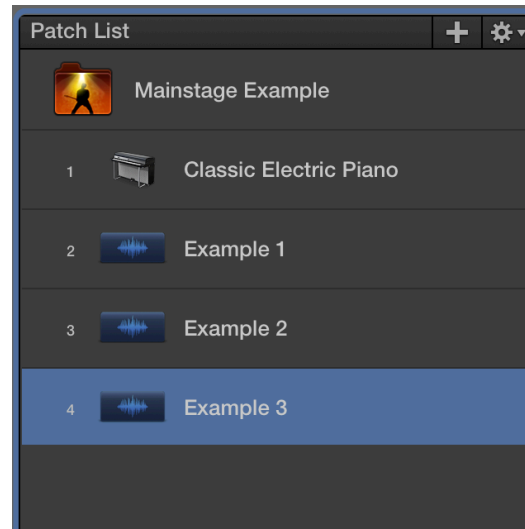 Patch List
Mainstage Example
1 Classic Electric Piano
2 Example 1
3 Example 2
4 Example 3